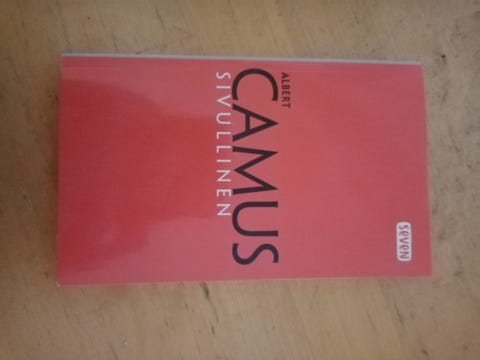 ALBERT
CAMUS
SIVULLINEN
seven